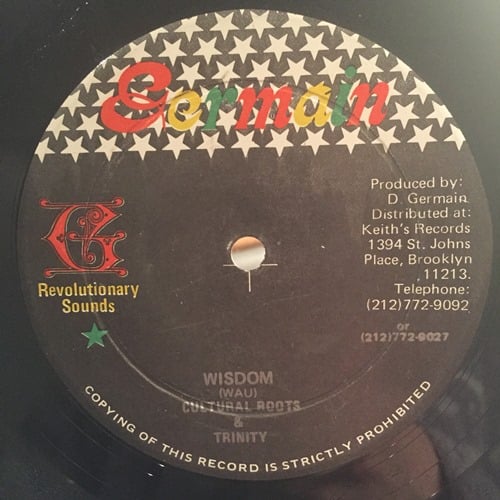 Germain
Produced by:
D. Germain
Distributed at:
Keith's Records
1394 St. Johns
Place, Brooklyn
11213.
Telephone:
(212)772-9092
or
(212)772-9027
G
Revolutionary
Sounds
WISDOM
(WAU)
CULTURAL ROOTS
&
TRINITY
COPYING OF THIS RECORD IS STRICTLY PROHIBITED